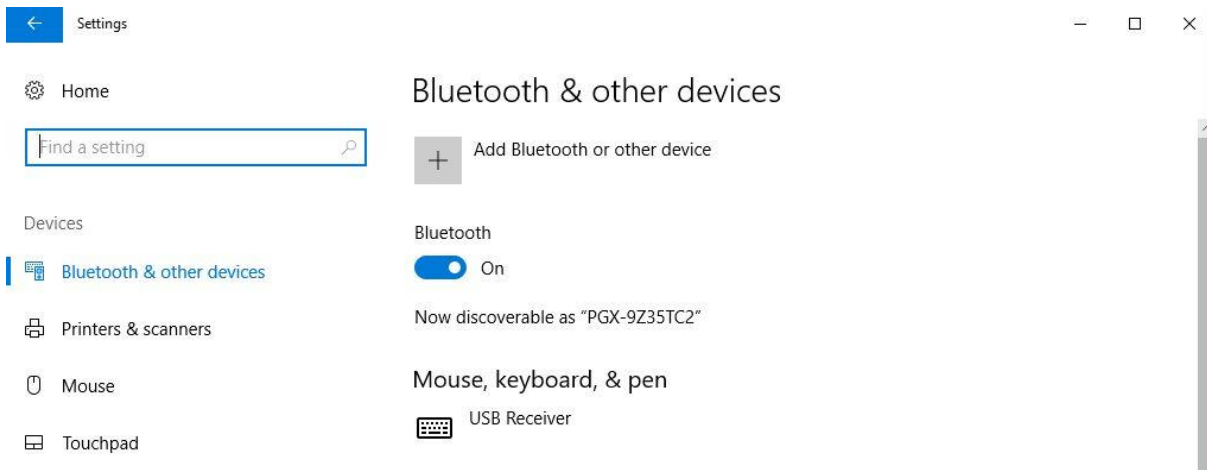 Settings
Home
Find a setting
Devices
Bluetooth & other devices
Printers & scanners
Mouse
Touchpad
Bluetooth & other devices
Add Bluetooth or other device
Bluetooth
On
Now discoverable as “PGX-9Z35TC2”
Mouse, keyboard, & pen
USB Receiver